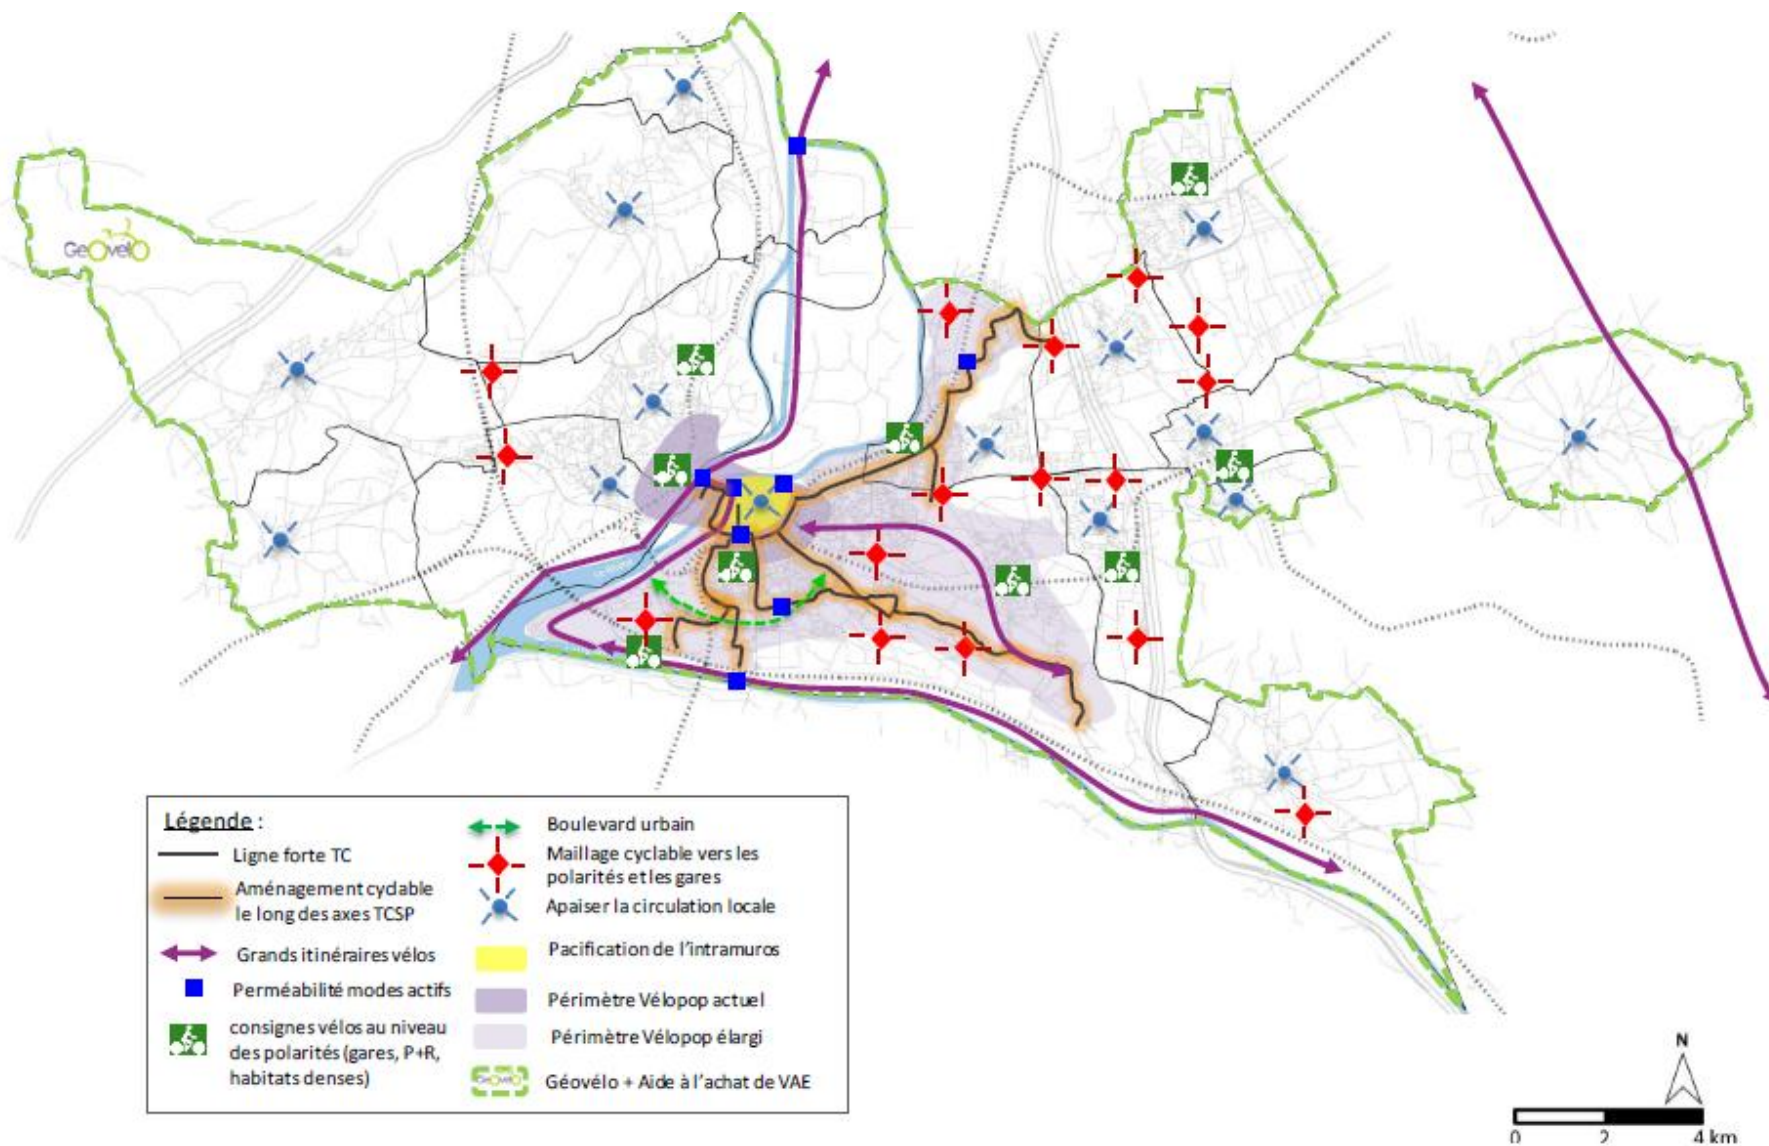 Geovelo
Légende :
Ligne forte TC
Aménagement cyclable
le long des axes TCSP
Grands itinéraires vélos
Perméabilité modes actifs
consignes vélos au niveau
des polarités (gares, P+R,
habitats denses)
Boulevard urbain
Maillage cyclable vers les
polarités et les gares
Apaiser la circulation locale
Pacification de l'intramuros
Périmètre Vélopop actuel
Périmètre Vélopop élargi
Geovelo
Géovélo + Aide à l'achat de VAE
N
0 2 4 km